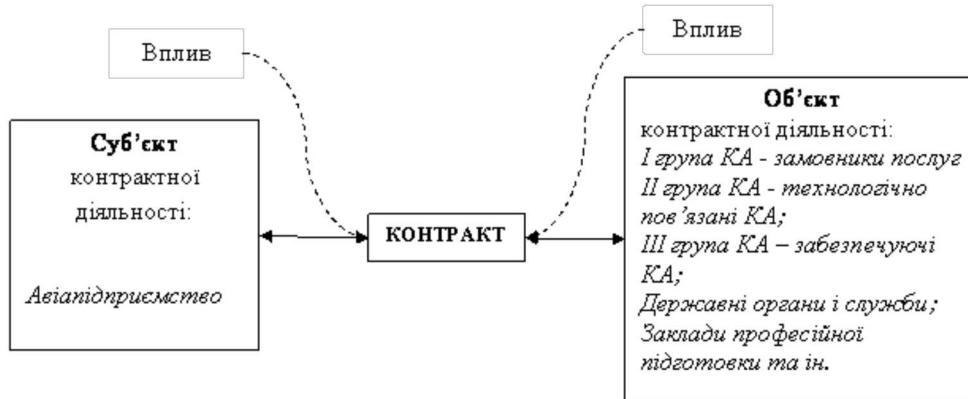 Вплив
Вплив
Суб’єкт
контрактної
діяльності:
Авіапідприємство
КОНТРАКТ
Об’єкт
контрактної діяльності:
І група КА - замовники послуг
ІІ група КА - технологічно
пов’язані КА;
ІІІ група КА – забезпечуючі
КА;
Державні органи і служби;
Заклади професійної
підготовки та ін.